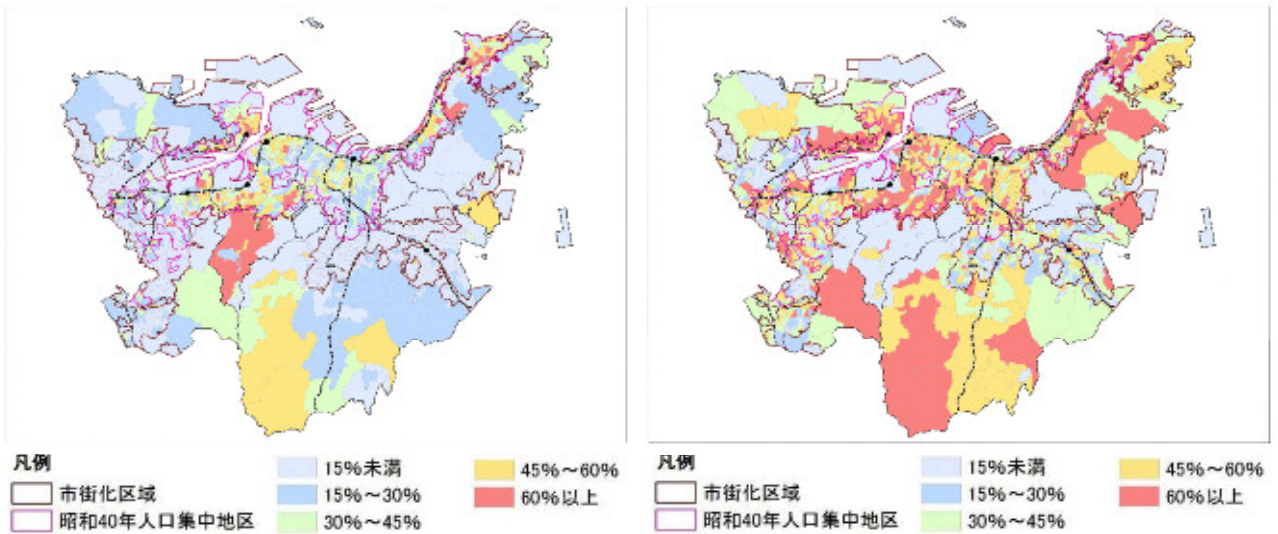 凡例
市街化区域
昭和40年人口集中地区
15%未満
15%～30%
30%～45%
45%～60%
60%以上
凡例
市街化区域
昭和40年人口集中地区
15%未満
15%～30%
30%～45%
45%～60%
60%以上